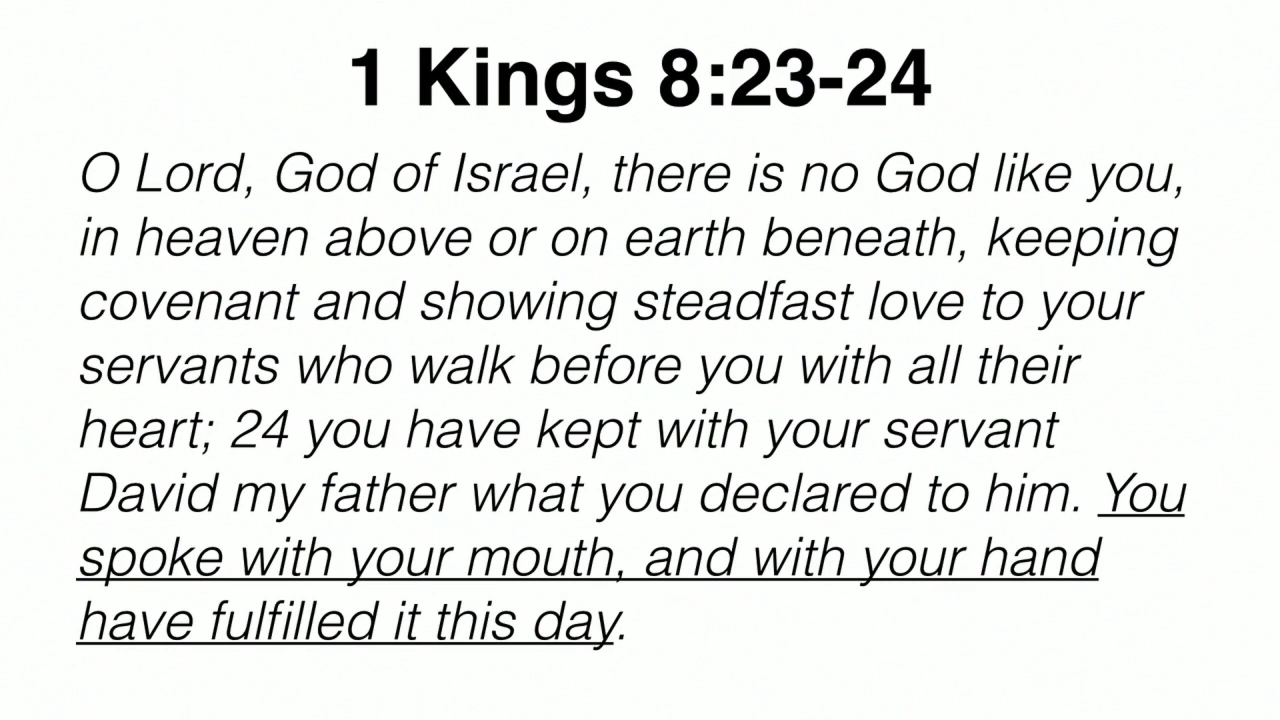 1 Kings 8:23-24
O Lord, God of Israel, there is no God like you,
in heaven above or on earth beneath, keeping
covenant and showing steadfast love to your
servants who walk before you with all their
heart; 24 you have kept with your servant
David my father what you declared to him. You
spoke with your mouth, and with your hand
have fulfilled it this day.